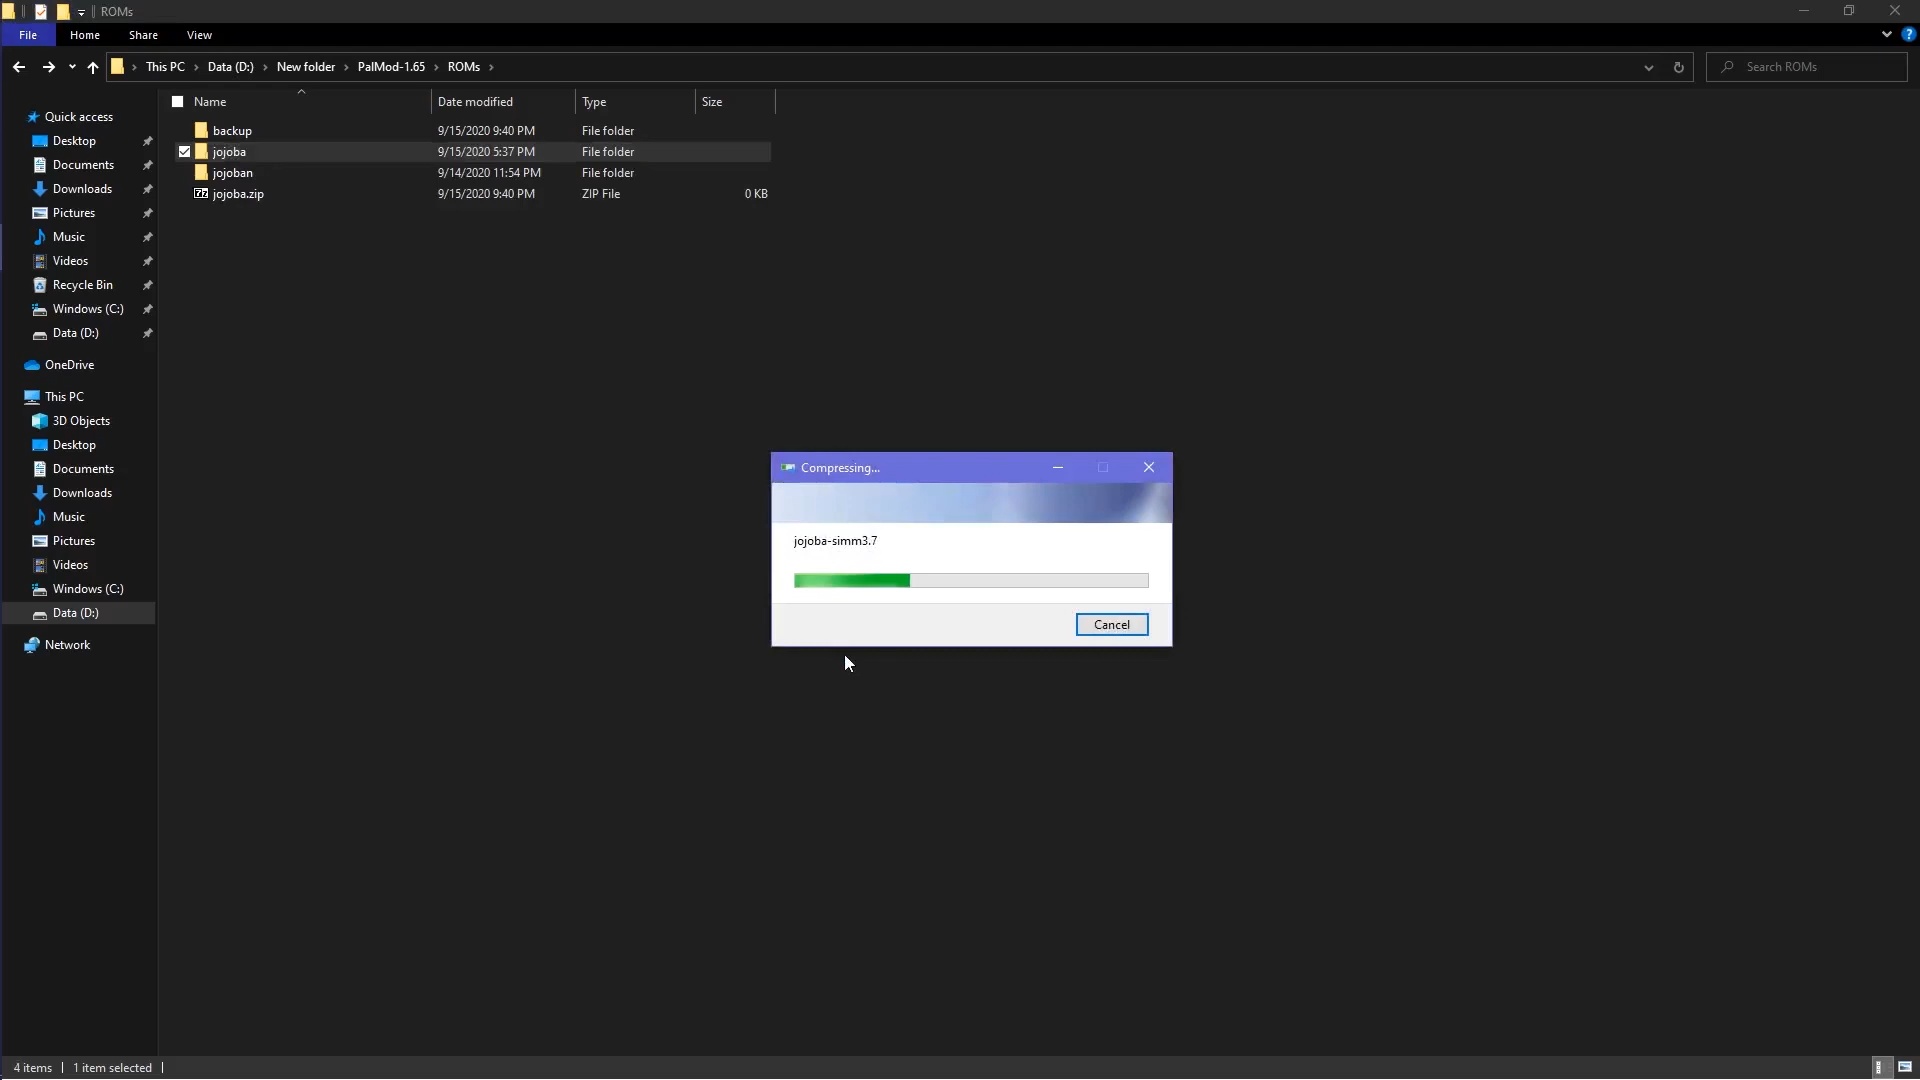 ROMs
File Home Share View
This PC Data (D:) New folder PalMod-1.65 ROMs Search ROMs
Name Date modified Type Size
backup 9/15/2020 9:40 PM File folder
jojoba 9/15/2020 5:37 PM File folder
jojoban 9/14/2020 11:54 PM File folder
jojoba.zip 9/15/2020 9:40 PM ZIP File 0 KB
Quick access
Desktop
Documents
Downloads
Pictures
Music
Videos
Recycle Bin
Windows (C:)
Data (D:)
OneDrive
This PC
3D Objects
Desktop
Documents
Downloads
Music
Pictures
Videos
Windows (C:)
Data (D:)
Network
Compressing...
jojoba-simm3.7
Cancel
4 items 1 item selected